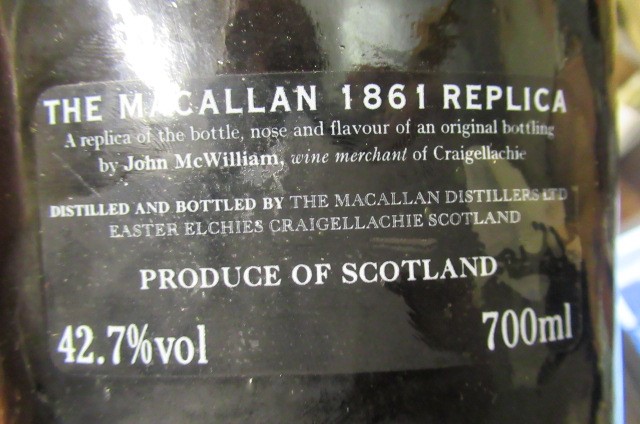 THE MACALLAN 1861 REPLICA
A replica of the bottle, nose and flavour of an original bottling
by John McWilliam, wine merchant of Craigellachie
DISTILLED AND BOTTLED BY THE MACALLAN DISTILLERS LTD
EASTER ELCHIES CRAIGELLACHIE SCOTLAND
PRODUCE OF SCOTLAND
42.7%vol 700ml